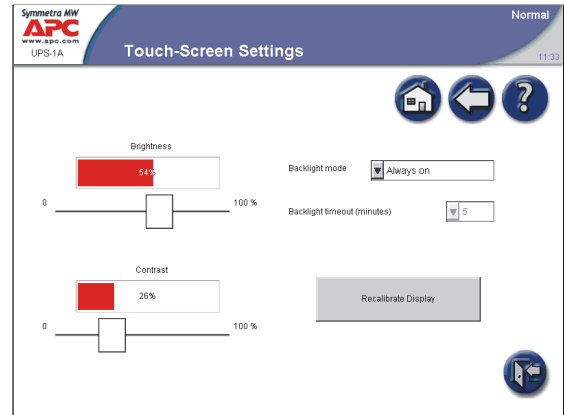 Symmetra MW
APC
www.apc.com
UPS-1A
Touch-Screen Settings
Normal
11:33
?
Brightness
54%
0
100 %
Backlight mode
Always on
Backlight timeout (minutes)
5
Contrast
26%
0
100 %
Recalibrate Display